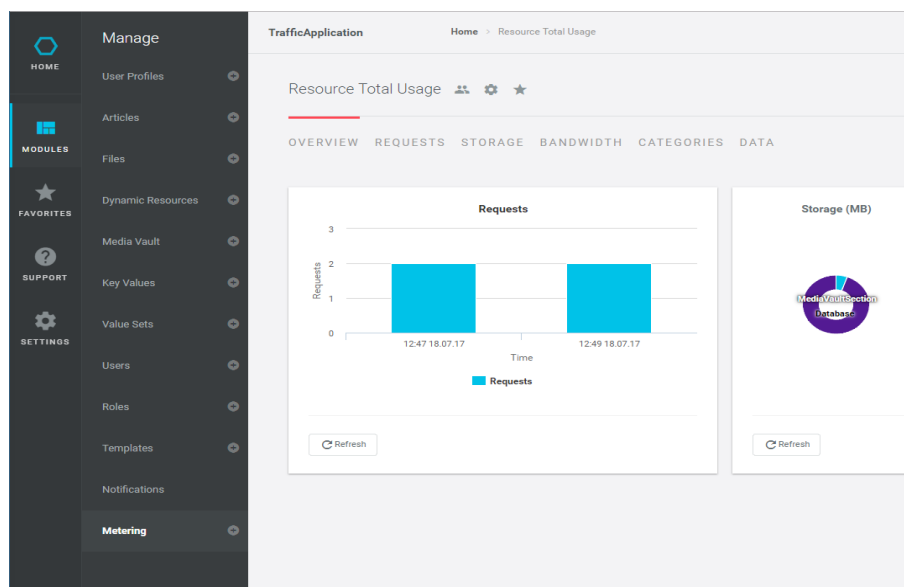 HOME
MODULES
FAVORITES
SUPPORT
SETTINGS
Manage
User Profiles
Articles
Files
Dynamic Resources
Media Vault
Key Values
Value Sets
Users
Roles
Templates
Notifications
Metering
TrafficApplication
Home > Resource Total Usage
Resource Total Usage
OVERVIEW REQUESTS STORAGE BANDWIDTH CATEGORIES DATA
Requests
3
2
1
0
Requests
12:47 18.07.17 12:49 18.07.17
Time
Requests
Refresh
Storage (MB)
MediaVaultSection
Database
Refresh